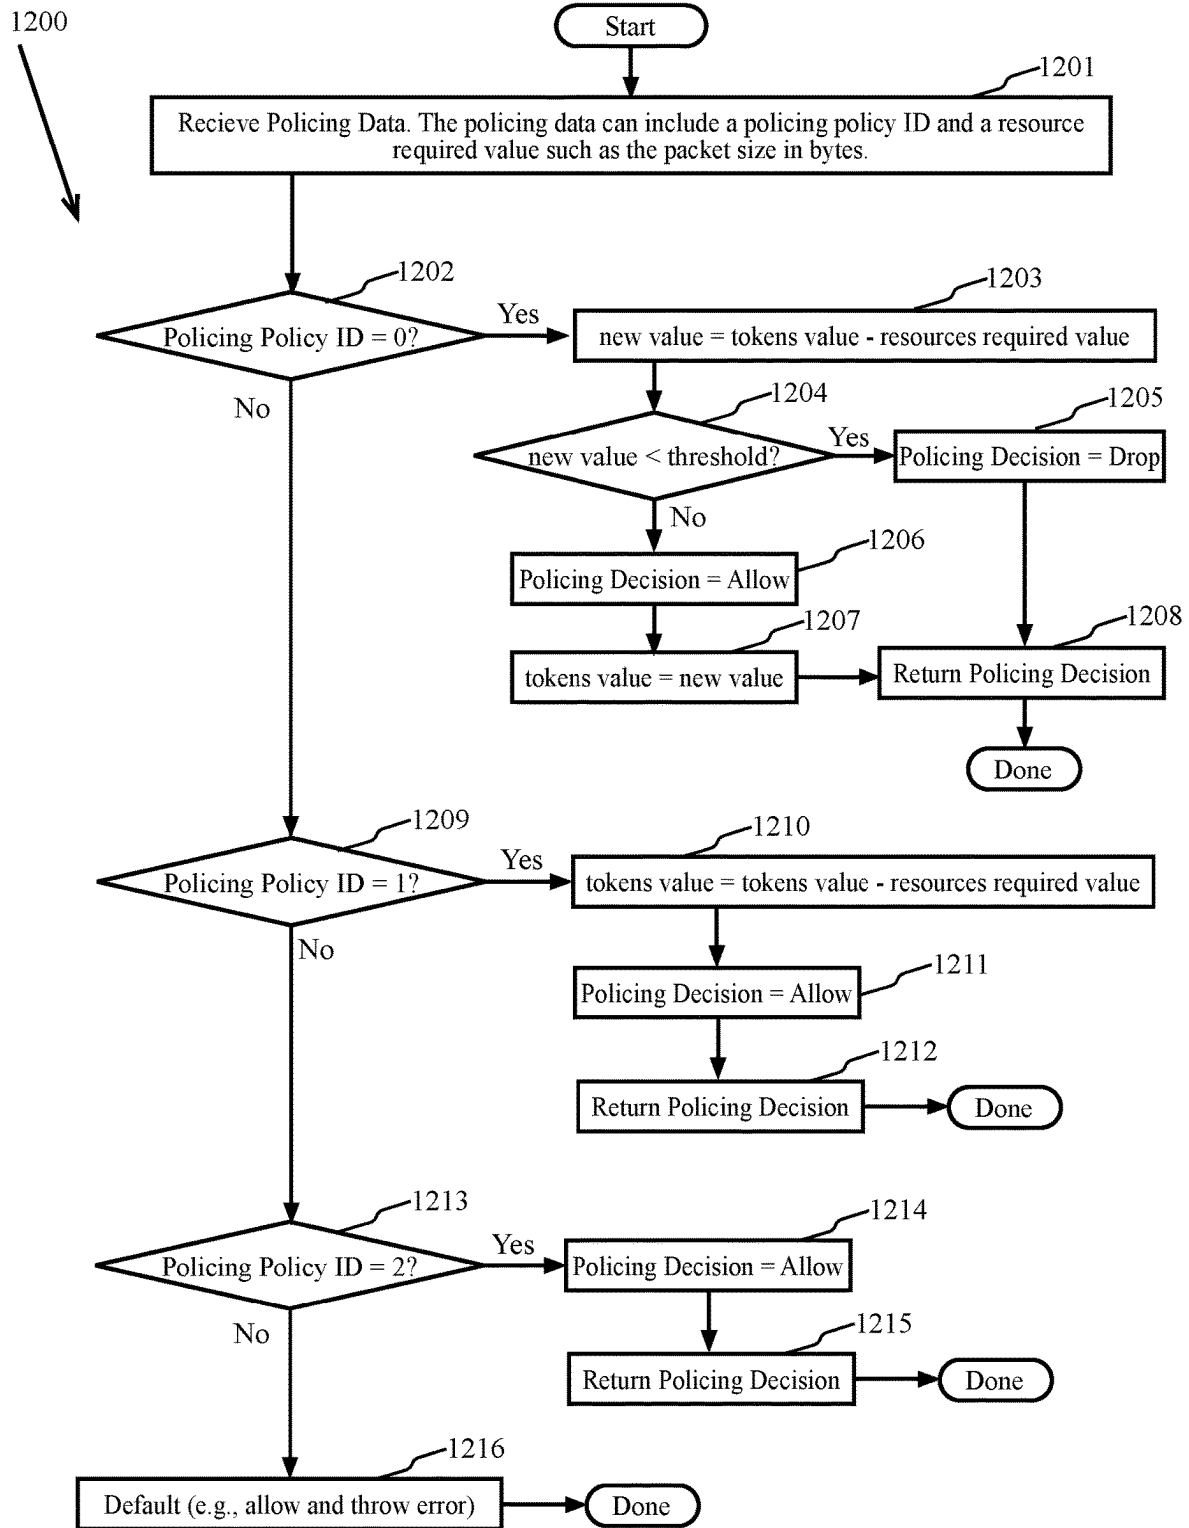 1200
Start
1201
Recieve Policing Data. The policing data can include a policing policy ID and a resource
required value such as the packet size in bytes.
1202
Policing Policy ID = 0?
Yes
No
1203
new value = tokens value - resources required value
1204
new value < threshold?
Yes
No
1205
Policing Decision = Drop
1206
Policing Decision = Allow
1207
tokens value = new value
1208
Return Policing Decision
Done
1209
Policing Policy ID = 1?
Yes
No
1210
tokens value = tokens value - resources required value
1211
Policing Decision = Allow
1212
Return Policing Decision
Done
1213
Policing Policy ID = 2?
Yes
No
1214
Policing Decision = Allow
1215
Return Policing Decision
Done
1216
Default (e.g., allow and throw error)
Done